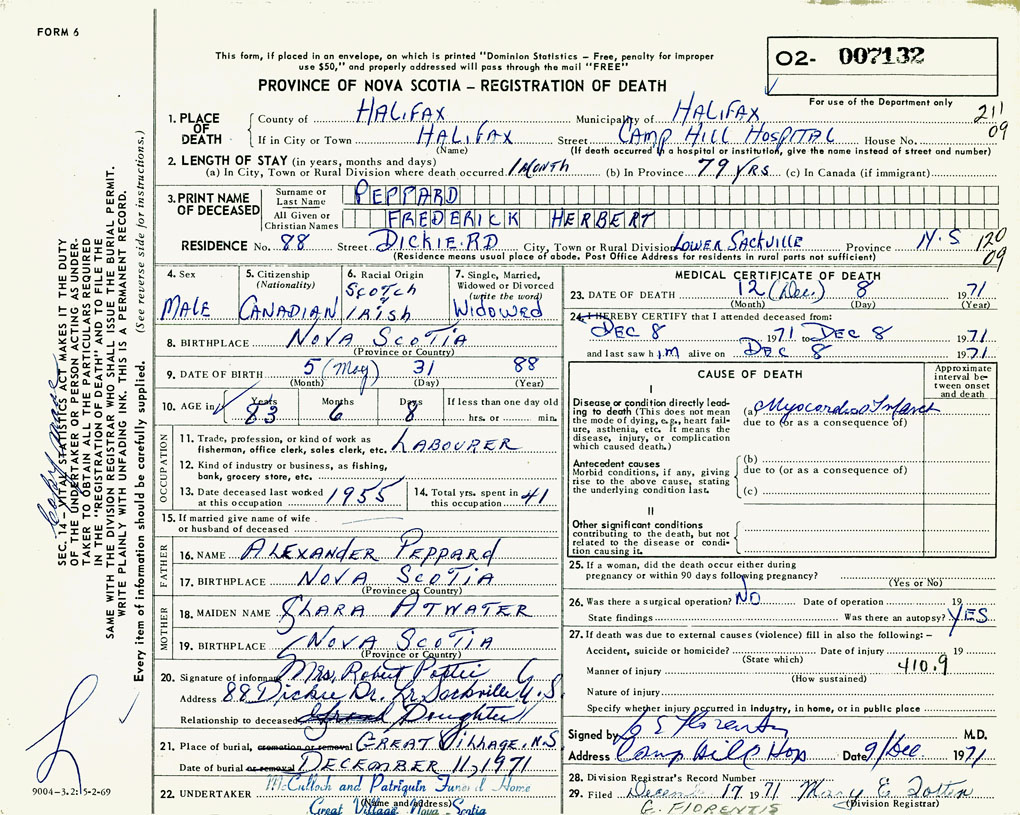 FORM 6
This form, if placed in an envelope, on which is printed "Dominion Statistics – Free, penalty for improper
use $50," and properly addressed will pass through the mail "FREE"
O2- 007132
For use of the Department only
PROVINCE OF NOVA SCOTIA – REGISTRATION OF DEATH
211
09
1. PLACE OF DEATH
County of HALIFAX Municipality of HALIFAX
If in City or Town HALIFAX Street CAMP HILL HOSPITAL House No.
(Name) (If death occurred in a hospital or institution, give the name instead of street and number)
2. LENGTH OF STAY (in years, months and days)
(a) In City, Town or Rural Division where death occurred 1 MONTH (b) In Province 79 YRS (c) In Canada (if immigrant)
3. PRINT NAME OF DECEASED
Surname or Last Name PEPPARD
All Given or Christian Names FREDERICK HERBERT
RESIDENCE No. 88 Street DICKIE RD City, Town or Rural Division LOWER SACKVILLE Province N.S
(Residence means usual place of abode. Post Office Address for residents in rural parts not sufficient)
120
09
4. Sex
MALE
5. Citizenship
(Nationality)
CANADIAN
6. Racial Origin
SCOTCH
IRISH
7. Single, Married,
Widowed or Divorced
(write the word)
WIDOWED
8. BIRTHPLACE NOVA SCOTIA
(Province or Country)
9. DATE OF BIRTH 5 (May) 31 88
(Month) (Day) (Year)
10. AGE in Years Months Days If less than one day old
83 6 8 hrs. or min.
OCCUPATION
11. Trade, profession, or kind of work as
fisherman, office clerk, sales clerk, etc. LABOURER
12. Kind of industry or business, as fishing,
bank, grocery store, etc.
13. Date deceased last worked
at this occupation 1955
14. Total yrs. spent in
this occupation 41
15. If married give name of wife
or husband of deceased
FATHER
16. NAME ALEXANDER PEPPARD
17. BIRTHPLACE NOVA SCOTIA
(Province or Country)
MOTHER
18. MAIDEN NAME CLARA ATWATER
19. BIRTHPLACE NOVA SCOTIA
(Province or Country)
20. Signature of informant Mrs. Robert Pottie
Address 88 Dickie Dr. Lr. Sackville N.S.
Relationship to deceased Daughter
21. Place of burial, cremation or removal GREAT VILLAGE, N.S
Date of burial or removal DECEMBER 11, 1971
22. UNDERTAKER McCulloch and Patriquin Funeral Home
(Name and Address)
Great Village, Nova Scotia
MEDICAL CERTIFICATE OF DEATH
23. DATE OF DEATH 12 (Dec.) 8 1971
(Month) (Day) (Year)
24. I HEREBY CERTIFY that I attended deceased from:
DEC 8 1971 to DEC 8 1971
and last saw him alive on DEC 8 1971
CAUSE OF DEATH
Approximate
interval be-
tween onset
and death
I
Disease or condition directly lead-
ing to death (This does not mean
the mode of dying, e.g., heart fail-
ure, asthenia, etc. It means the
disease, injury, or complication
which caused death.)
(a) Myocardial Infarct
due to (or as a consequence of)
Antecedent causes
Morbid conditions, if any, giving
rise to the above cause, stating
the underlying condition last.
(b)
due to (or as a consequence of)
(c)
II
Other significant conditions
contributing to the death, but not
related to the disease or condi-
tion causing it.
25. If a woman, did the death occur either during
pregnancy or within 90 days following pregnancy?
(Yes or No)
26. Was there a surgical operation? NO Date of operation 19
State findings Was there an autopsy? YES
27. If death was due to external causes (violence) fill in also the following: –
Accident, suicide or homicide? Date of injury 19
(State which)
Manner of injury 410.9
(How sustained)
Nature of injury
Specify whether injury occurred in industry, in home, or in public place
Signed by M.D.
Address Camp Hill Hosp Date 9/Dec 1971
28. Division Registrar's Record Number
29. Filed December 17 1971 Mary E.
(Division Registrar)
G. FLORENTIS
SEC. 14 – VITAL STATISTICS ACT MAKES IT THE DUTY
OF THE UNDERTAKER OR PERSON ACTING AS UNDER-
TAKER TO OBTAIN ALL THE PARTICULARS REQUIRED
IN THE "REGISTRATION OF DEATH" AND TO FILE THE
SAME WITH THE DIVISION REGISTRAR WHO SHALL ISSUE THE BURIAL PERMIT.
WRITE PLAINLY WITH UNFADING INK. THIS IS A PERMANENT RECORD.
Every item of information should be carefully supplied. (See reverse side for instructions.)
9004-3.2: 5-2-69